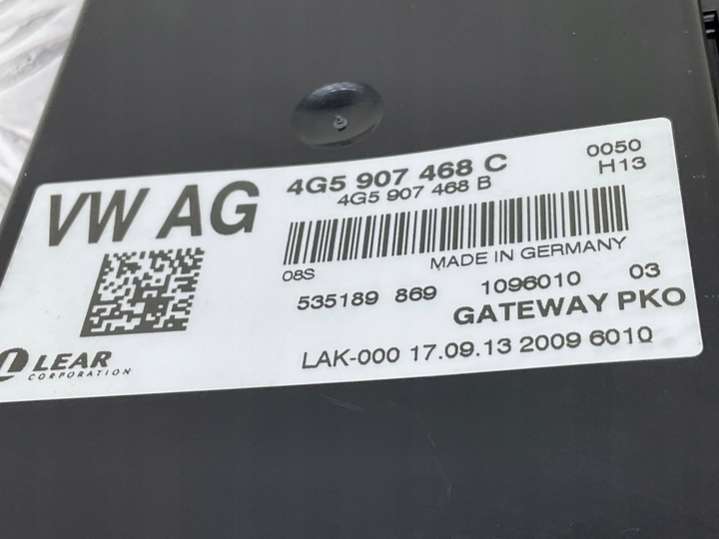 VW AG
4G5 907 468 C
4G5 907 468 B
0050
H13
08S
MADE IN GERMANY
535189 869
1096010
03
GATEWAY PKO
LAK-000 17.09.13 2009 6010
LEAR
CORPORATION